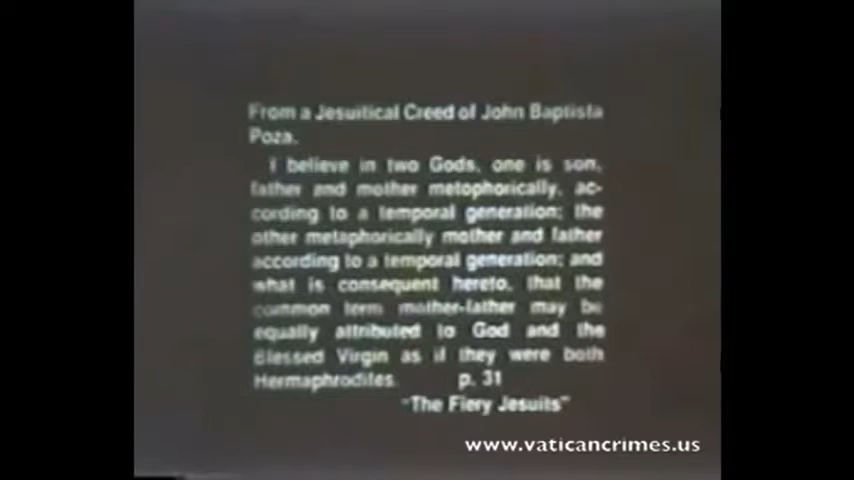 From a Jesuitical Creed of John Baptista
Poza.
I believe in two Gods, one is son,
father and mother metophorically, ac-
cording to a temporal generation; the
other metaphorically mother and father
according to a temporal generation; and
what is consequent hereto, that the
common term mother-father may be
equally attributed to God and the
Blessed Virgin as if they were both
Hermaphrodites. p. 31
"The Fiery Jesuits"
www.vaticancrimes.us